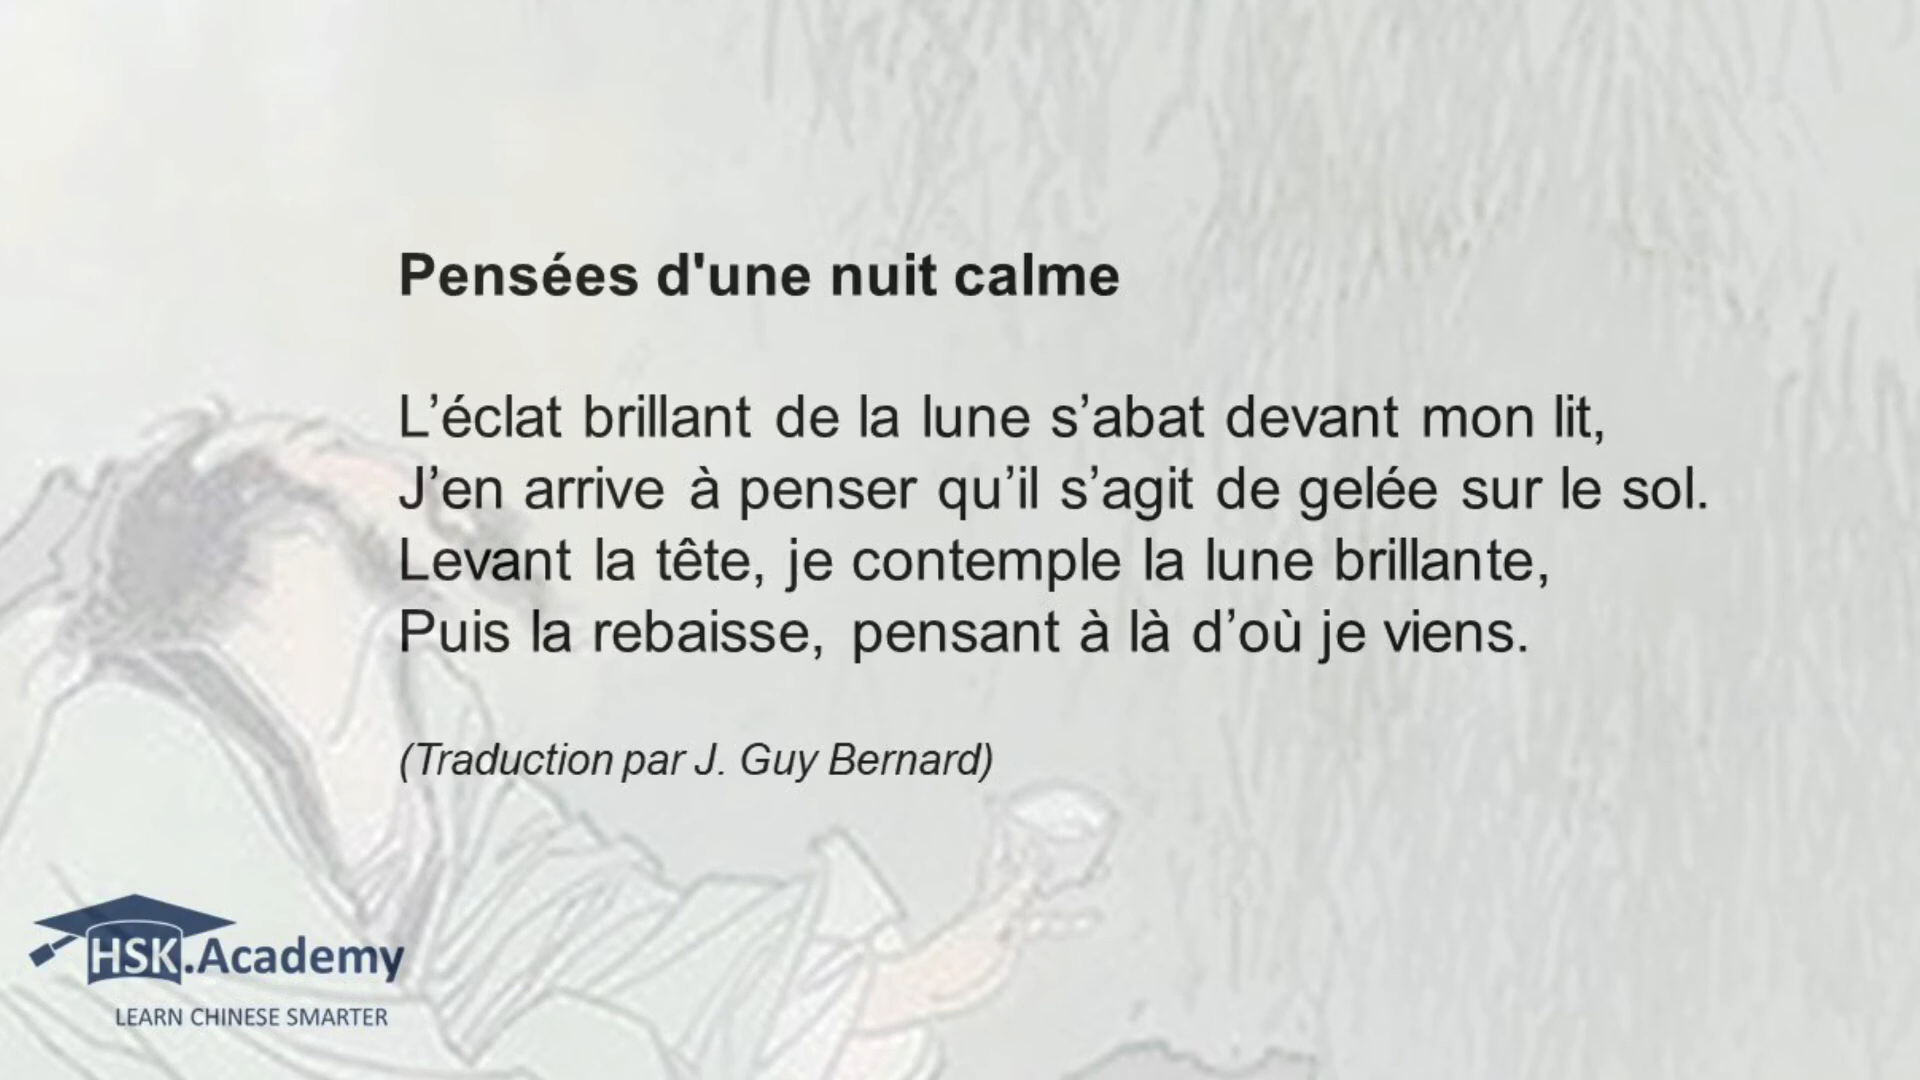 Pensées d'une nuit calme
L’éclat brillant de la lune s’abat devant mon lit,
J’en arrive à penser qu’il s’agit de gelée sur le sol.
Levant la tête, je contemple la lune brillante,
Puis la rebaisse, pensant à là d’où je viens.
(Traduction par J. Guy Bernard)
HSK.Academy
LEARN CHINESE SMARTER